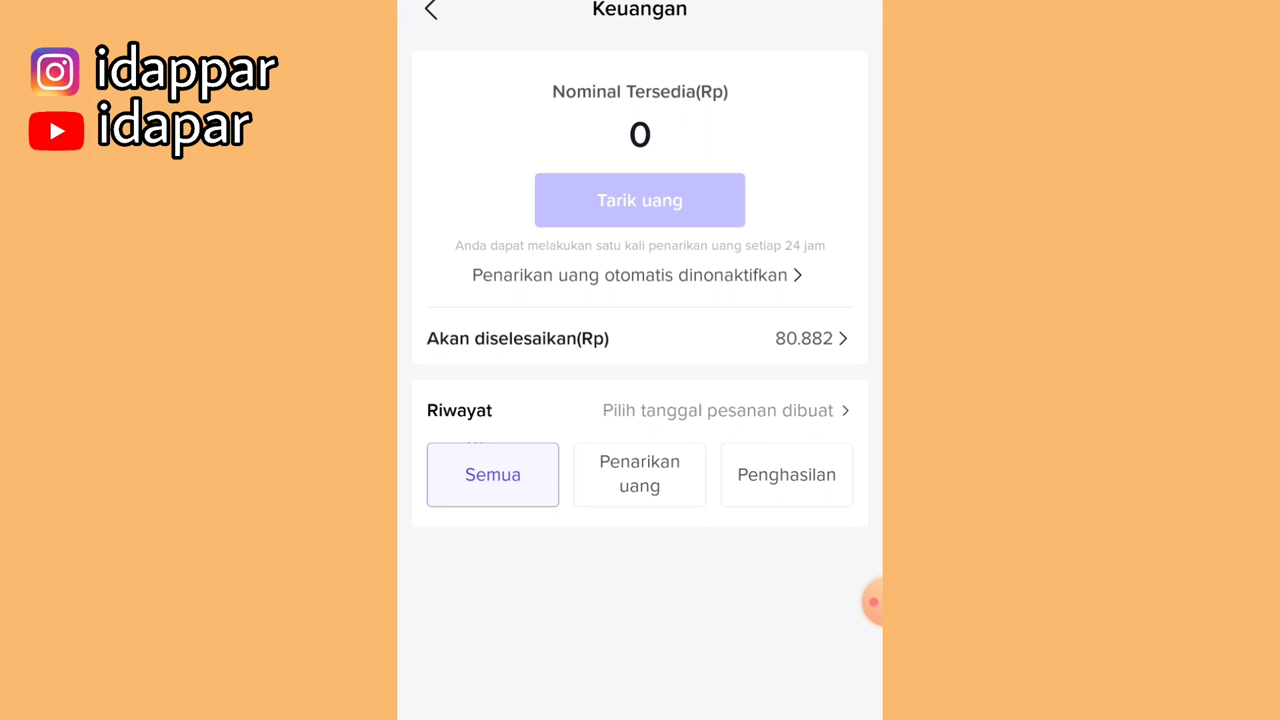 idappar
idapar
Keuangan
Nominal Tersedia(Rp)
0
Tarik uang
Anda dapat melakukan satu kali penarikan uang setiap 24 jam
Penarikan uang otomatis dinonaktifkan
Akan diselesaikan(Rp) 80.882
Riwayat Pilih tanggal pesanan dibuat
Semua
Penarikan
uang
Penghasilan